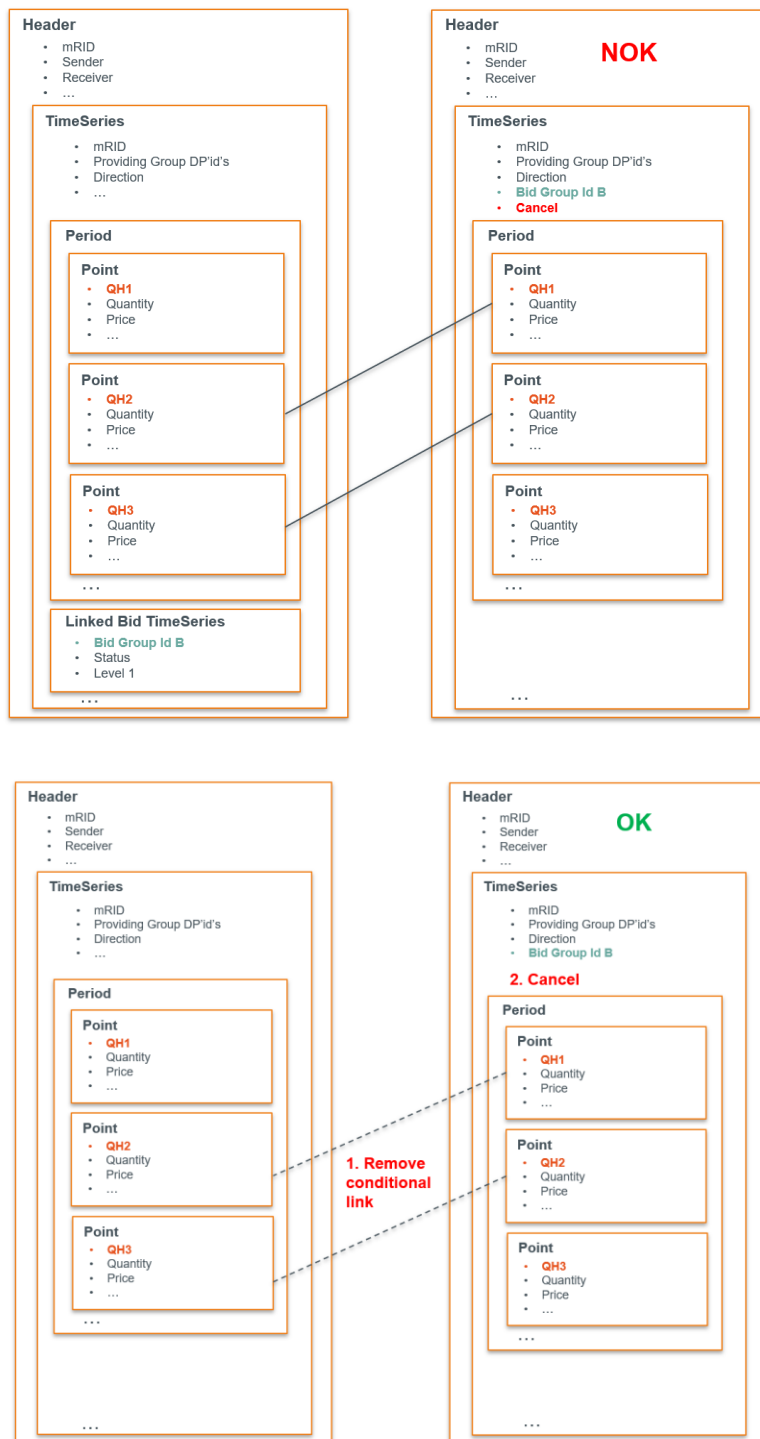 Header
• mRID
• Sender
• Receiver
• ...
TimeSeries
• mRID
• Providing Group DP'id's
• Direction
• ...
Period
Point
• QH1
• Quantity
• Price
• ...
Point
• QH2
• Quantity
• Price
• ...
Point
• QH3
• Quantity
• Price
• ...
...
Linked Bid TimeSeries
• Bid Group Id B
• Status
• Level 1
...
Header
NOK
• mRID
• Sender
• Receiver
• ...
TimeSeries
• mRID
• Providing Group DP'id's
• Direction
• Bid Group Id B
• Cancel
Period
Point
• QH1
• Quantity
• Price
• ...
Point
• QH2
• Quantity
• Price
• ...
Point
• QH3
• Quantity
• Price
• ...
...
...
Header
• mRID
• Sender
• Receiver
• ...
TimeSeries
• mRID
• Providing Group DP'id's
• Direction
• ...
Period
Point
• QH1
• Quantity
• Price
• ...
Point
• QH2
• Quantity
• Price
• ...
Point
• QH3
• Quantity
• Price
• ...
...
...
1. Remove
conditional
link
Header
OK
• mRID
• Sender
• Receiver
• ...
TimeSeries
• mRID
• Providing Group DP'id's
• Direction
• Bid Group Id B
2. Cancel
Period
Point
• QH1
• Quantity
• Price
• ...
Point
• QH2
• Quantity
• Price
• ...
Point
• QH3
• Quantity
• Price
• ...
...
...